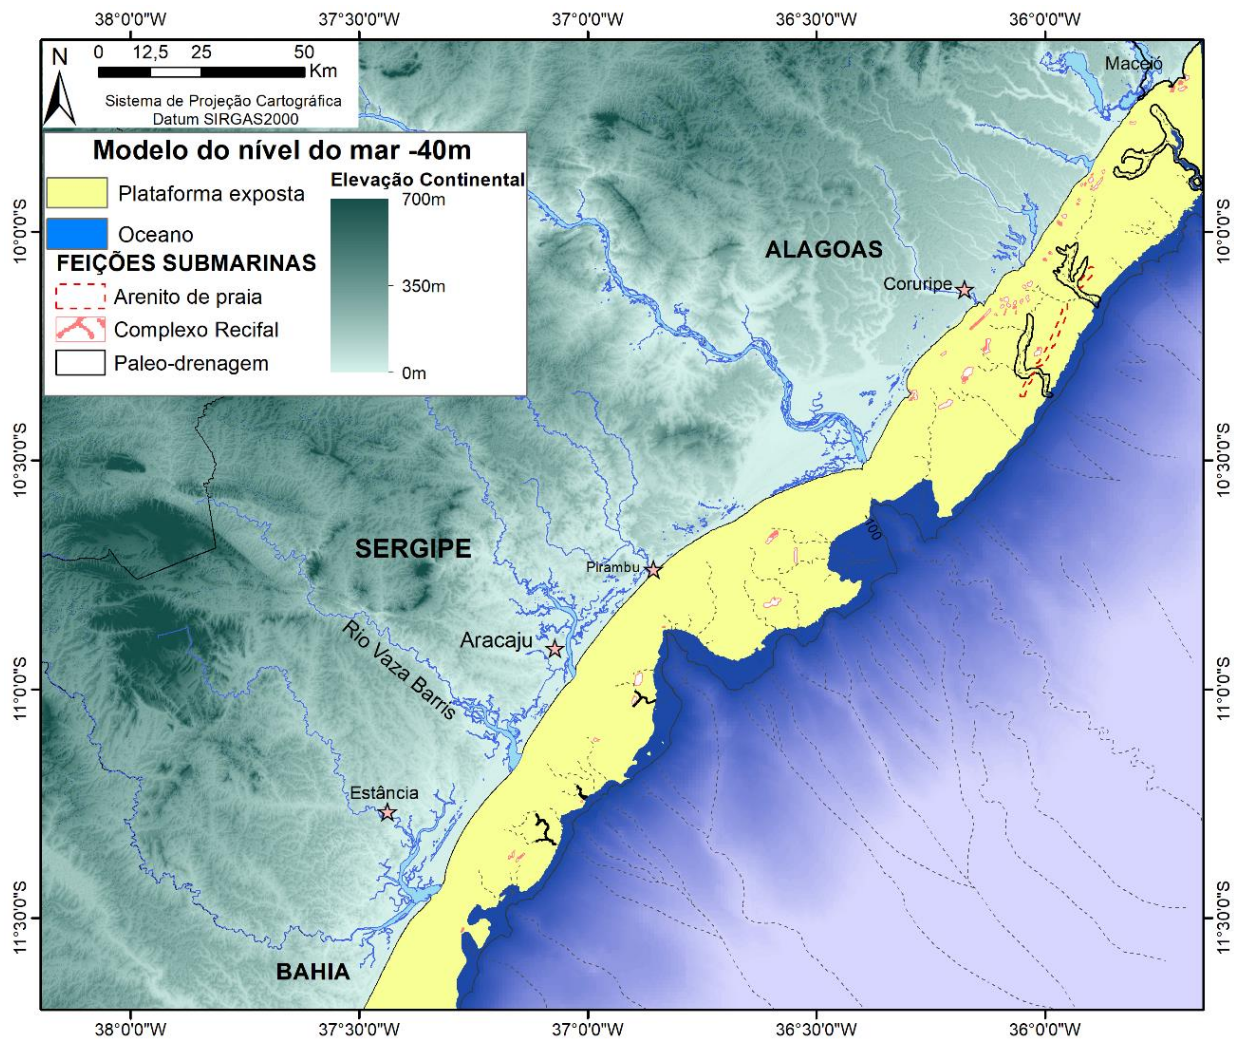 38°0'0"W 37°30'0"W 37°0'0"W 36°30'0"W 36°0'0"W
N
0 12,5 25 50
Km
Sistema de Projeção Cartográfica
Datum SIRGAS2000
Modelo do nível do mar -40m
Plataforma exposta
Oceano
FEIÇÕES SUBMARINAS
Arenito de praia
Complexo Recifal
Paleo-drenagem
Elevação Continental
700m
350m
0m
Maceió
ALAGOAS
Coruripe
-100
SERGIPE
Pirambu
Aracaju
Rio Vaza Barris
Estância
BAHIA
10°0'0"S
10°30'0"S
11°0'0"S
11°30'0"S
10°0'0"S
10°30'0"S
11°0'0"S
11°30'0"S
38°0'0"W 37°30'0"W 37°0'0"W 36°30'0"W 36°0'0"W